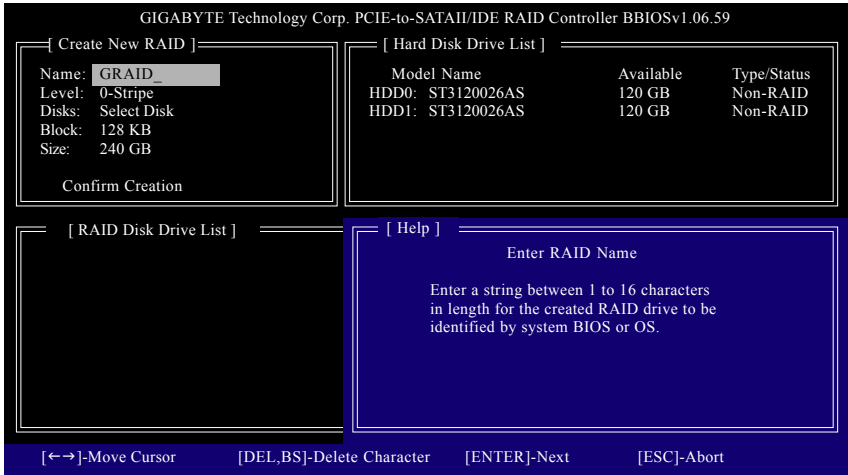 GIGABYTE Technology Corp. PCIE-to-SATAII/IDE RAID Controller BBIOSv1.06.59
[ Create New RAID ]
Name: GRAID_
Level: 0-Stripe
Disks: Select Disk
Block: 128 KB
Size: 240 GB
Confirm Creation
[ Hard Disk Drive List ]
Model Name Available Type/Status
HDD0: ST3120026AS 120 GB Non-RAID
HDD1: ST3120026AS 120 GB Non-RAID
[ RAID Disk Drive List ]
[ Help ]
Enter RAID Name
Enter a string between 1 to 16 characters
in length for the created RAID drive to be
identified by system BIOS or OS.
[←→]-Move Cursor [DEL,BS]-Delete Character [ENTER]-Next [ESC]-Abort